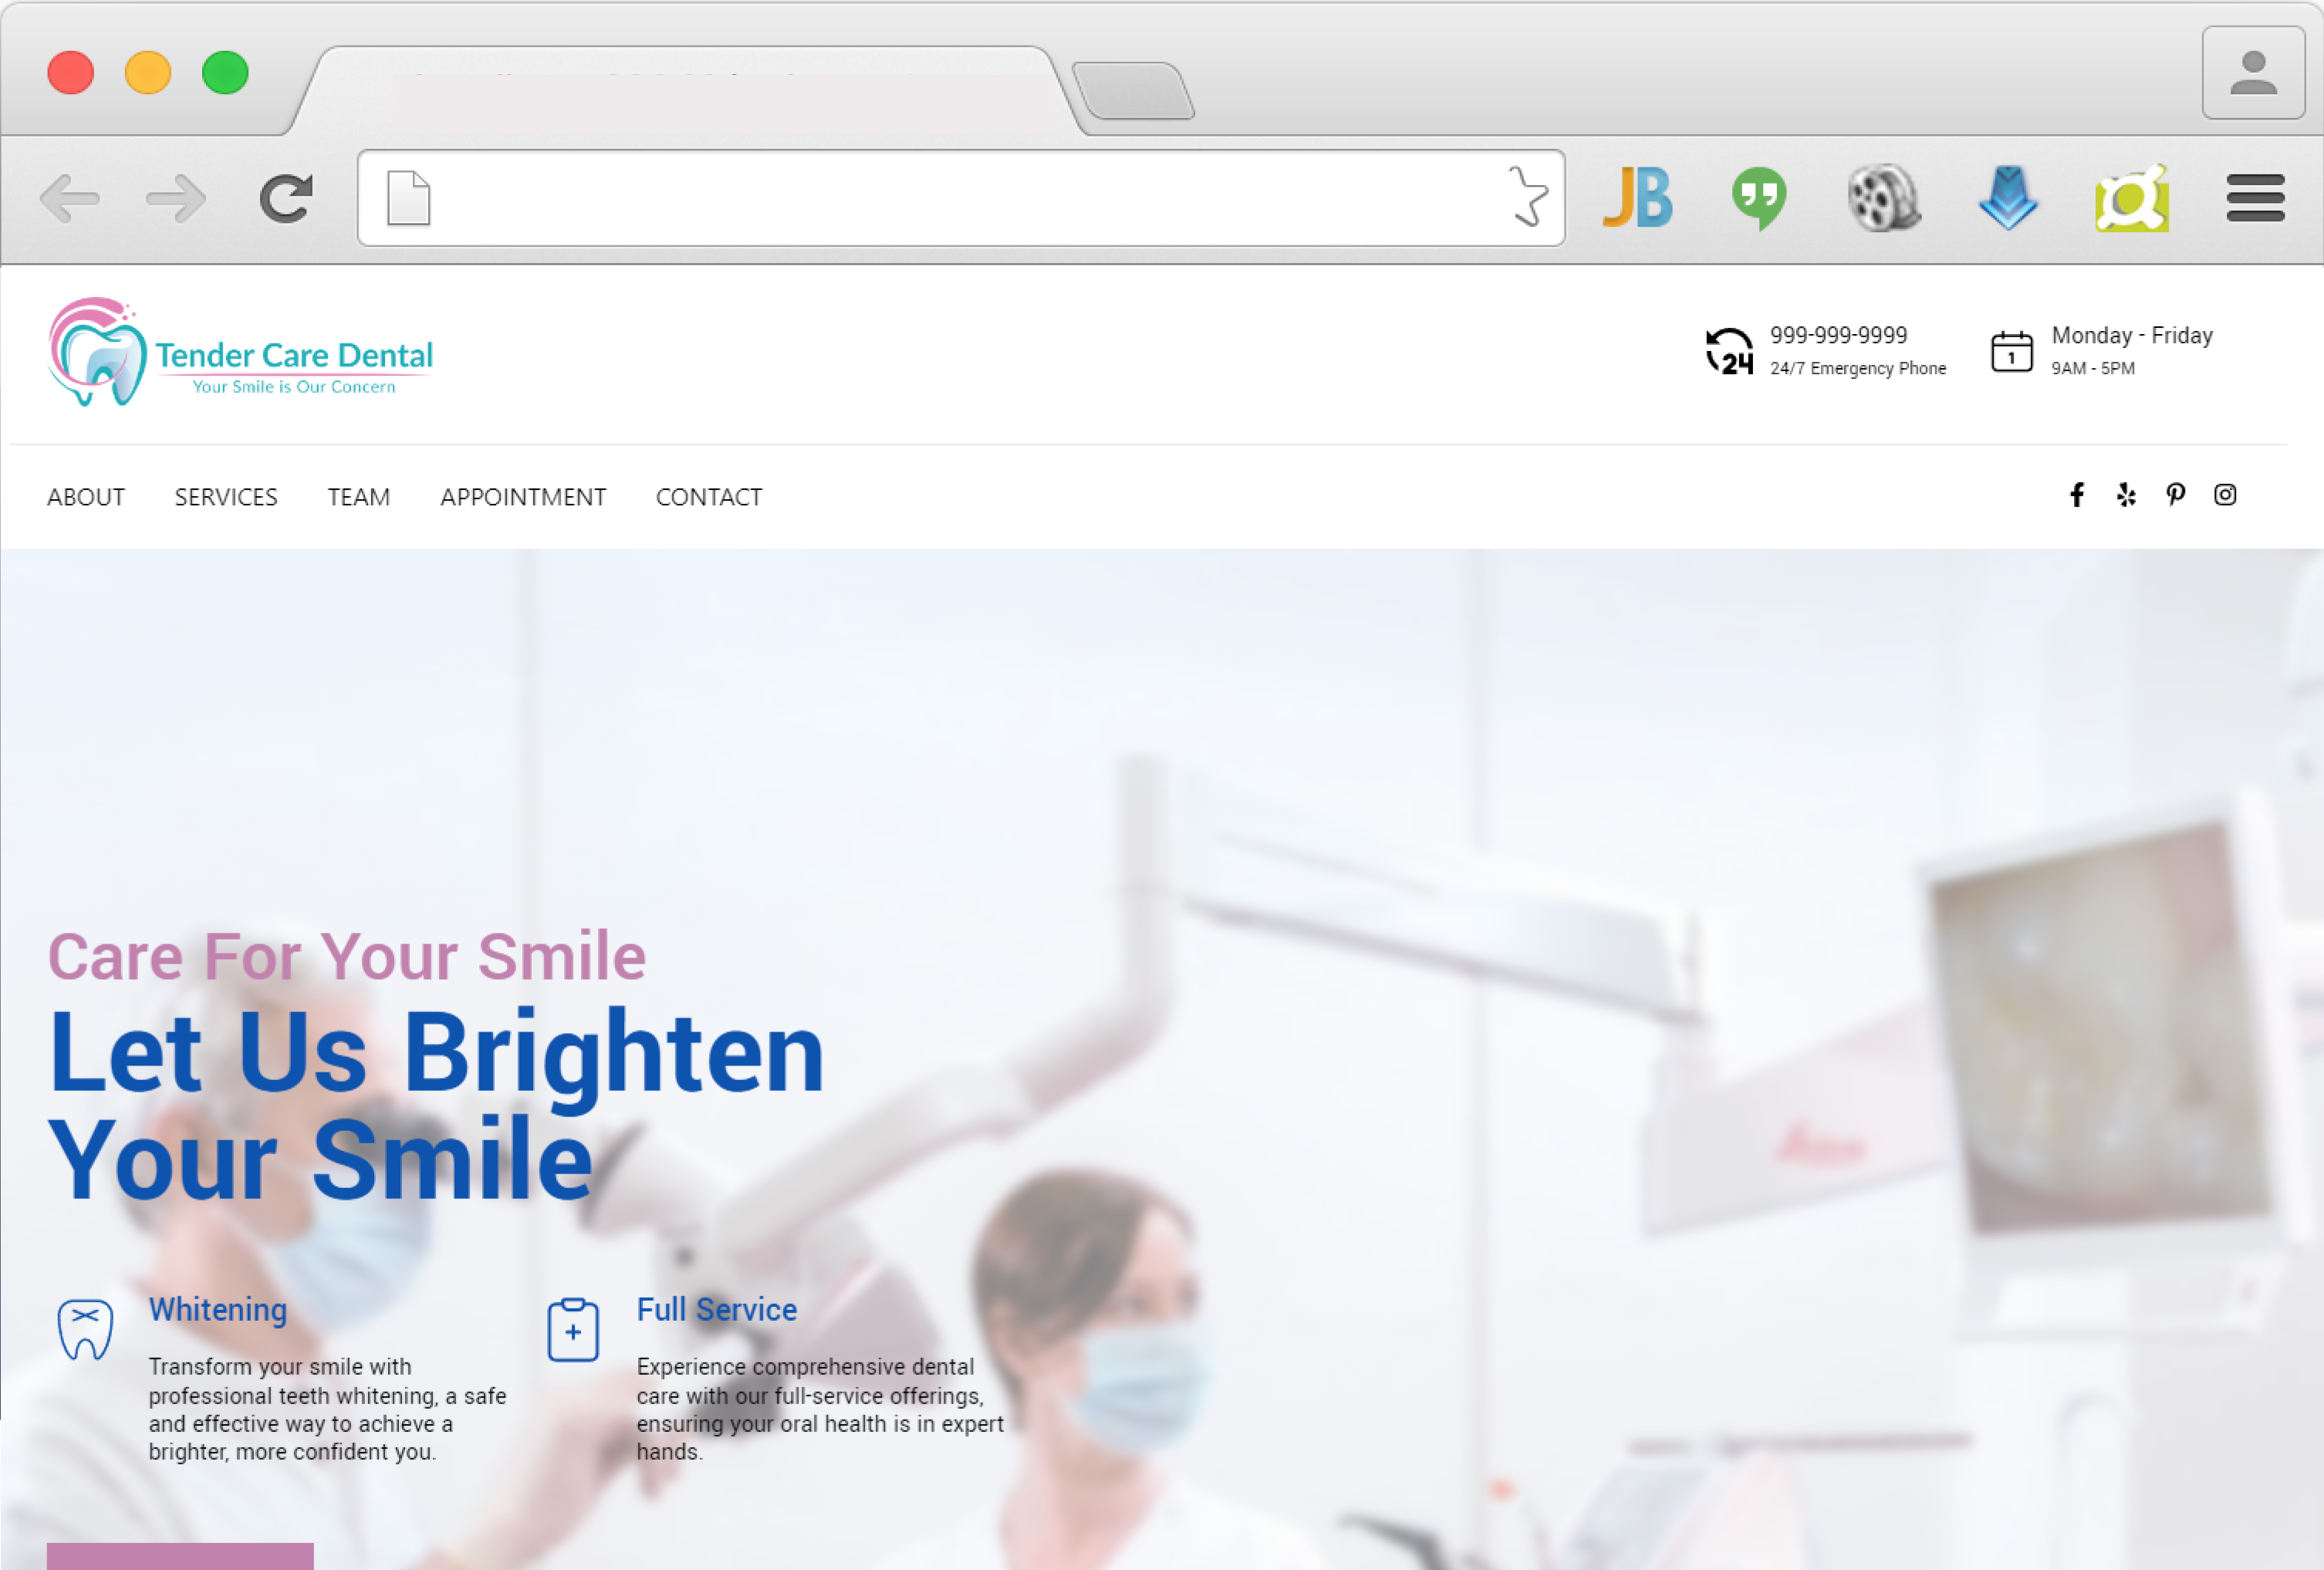 JB
Tender Care Dental
Your Smile is Our Concern
24
999-999-9999
24/7 Emergency Phone
1
Monday - Friday
9AM - 5PM
ABOUT SERVICES TEAM APPOINTMENT CONTACT
Care For Your Smile
Let Us Brighten
Your Smile
Whitening
Transform your smile with
professional teeth whitening, a safe
and effective way to achieve a
brighter, more confident you.
Full Service
Experience comprehensive dental
care with our full-service offerings,
ensuring your oral health is in expert
hands.